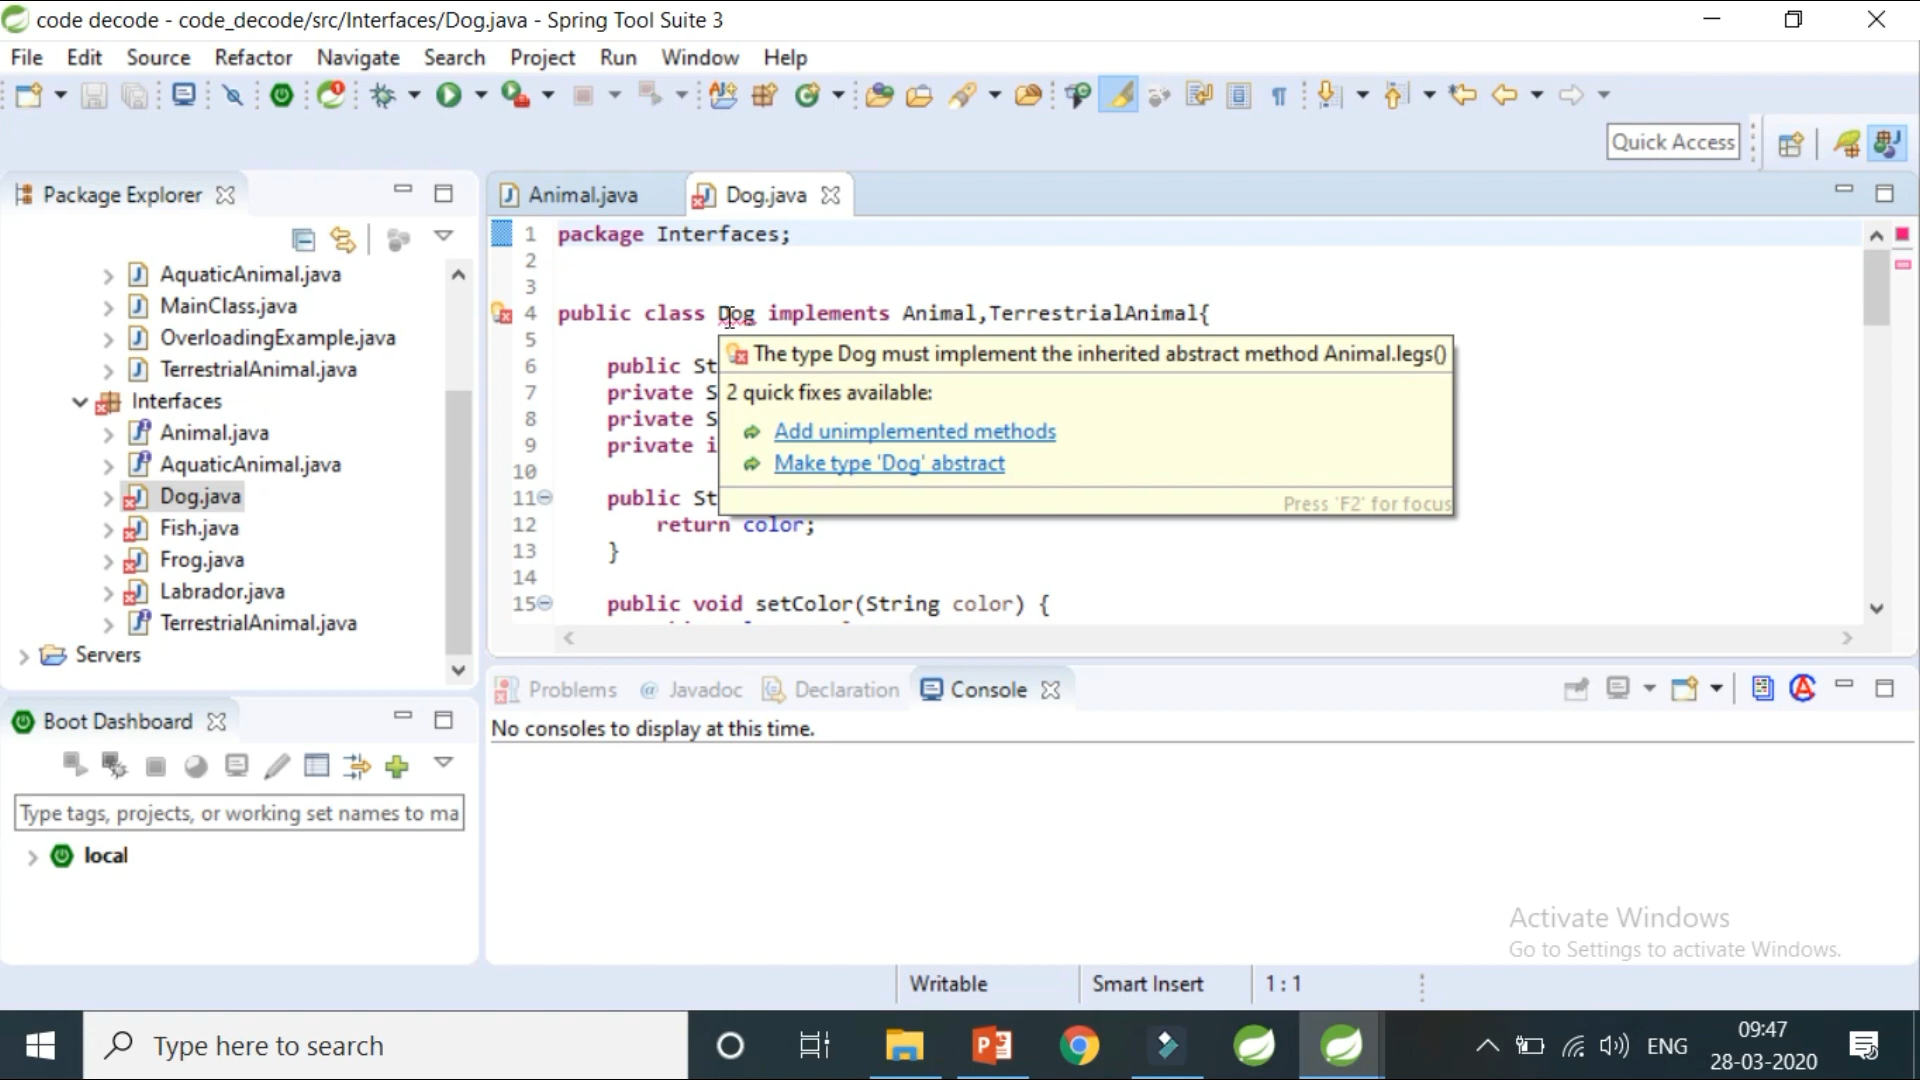 code decode - code_decode/src/Interfaces/Dog.java - Spring Tool Suite 3
File Edit Source Refactor Navigate Search Project Run Window Help
Quick Access
Package Explorer
AquaticAnimal.java
MainClass.java
OverloadingExample.java
TerrestrialAnimal.java
Interfaces
Animal.java
AquaticAnimal.java
Dog.java
Fish.java
Frog.java
Labrador.java
TerrestrialAnimal.java
Servers
Animal.java Dog.java
1 package Interfaces;
2
3
4 public class Dog implements Animal,TerrestrialAnimal{
5
6 public St
7 private S
8 private S
9 private i
10
11 public St
12 return color;
13 }
14
15 public void setColor(String color) {
The type Dog must implement the inherited abstract method Animal.legs()
2 quick fixes available:
Add unimplemented methods
Make type 'Dog' abstract
Press 'F2' for focus
Problems @ Javadoc Declaration Console
No consoles to display at this time.
Boot Dashboard
Type tags, projects, or working set names to ma
local
Activate Windows
Go to Settings to activate Windows.
Writable Smart Insert 1 : 1
Type here to search
ENG
09:47
28-03-2020